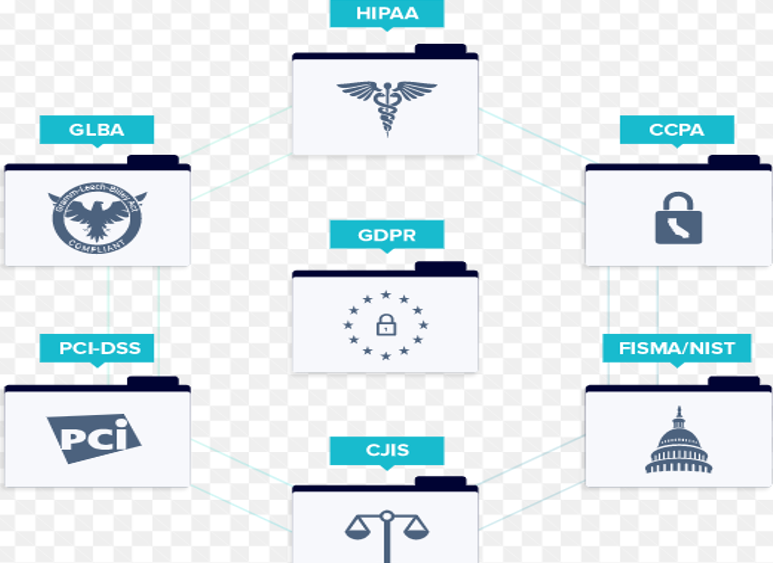 HIPAA
GLBA
CCPA
Gramm-Leach-Bliley Act
COMPLIANT
GDPR
PCI-DSS
FISMA/NIST
PCi
CJIS